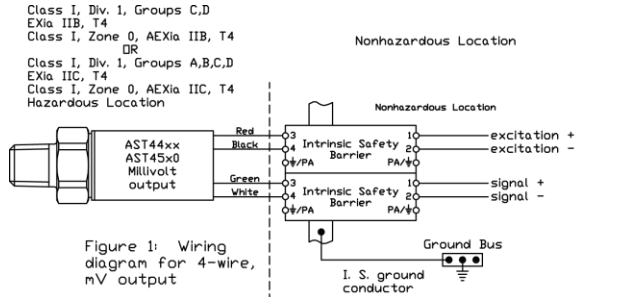 Class I, Div. 1, Groups C,D
EXia IIB, T4
Class I, Zone 0, AEXia IIB, T4
OR
Class I, Div. 1, Groups A,B,C,D
EXia IIC, T4
Class I, Zone 0, AEXia IIC, T4
Hazardous Location
Nonhazardous Location
Nonhazardous Location
AST44xx
AST45x0
Millivolt
output
Red
Black
Green
White
3
4
⏚/PA
Intrinsic Safety
Barrier
1
2
PA/⏚
excitation +
excitation -
3
4
⏚/PA
Intrinsic Safety
Barrier
1
2
PA/⏚
signal +
signal -
Figure 1: Wiring
diagram for 4-wire,
mV output
Ground Bus
I. S. ground
conductor